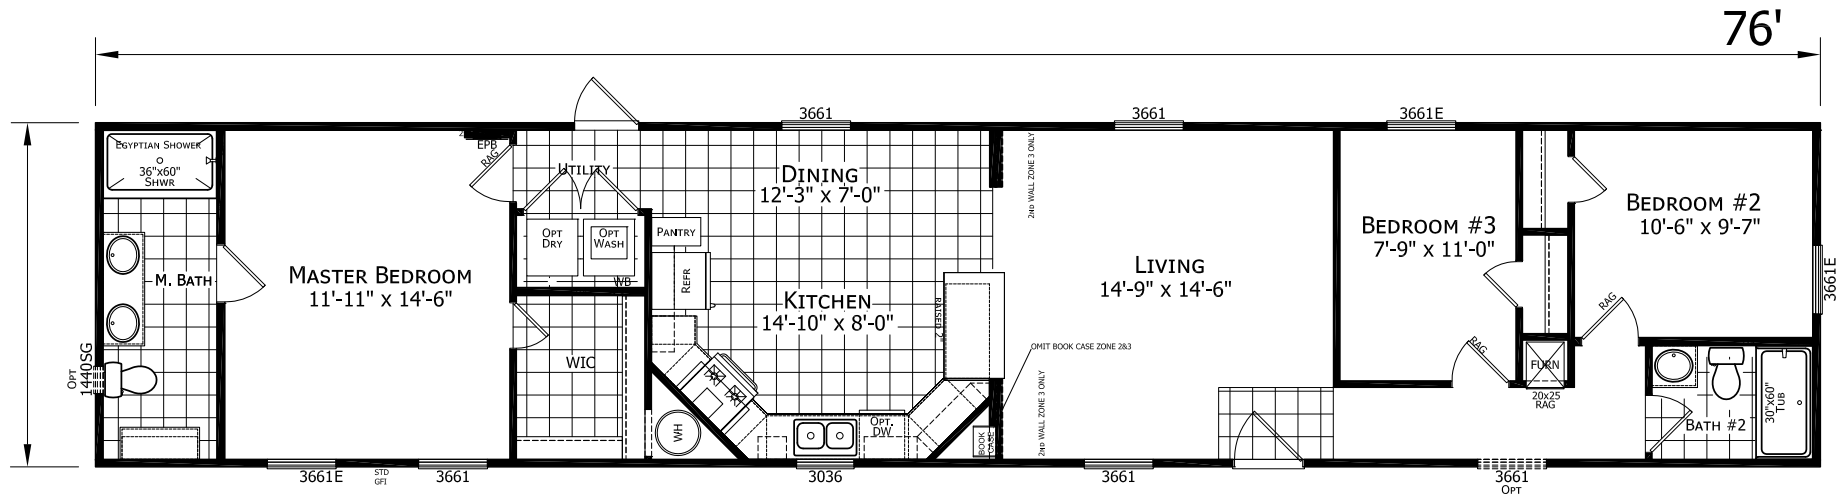 76'
3661
3661
3661E
EGYPTIAN SHOWER
36"x60"
SHWR
EPB
RAG
UTILITY
DINING
12'-3" x 7'-0"
2ND WALL ZONE 3 ONLY
OPT
DRY
OPT
WASH
WB
PANTRY
REFR
M. BATH
MASTER BEDROOM
11'-11" x 14'-6"
KITCHEN
14'-10" x 8'-0"
RAISED 2"
LIVING
14'-9" x 14'-6"
BEDROOM #3
7'-9" x 11'-0"
BEDROOM #2
10'-6" x 9'-7"
3661E
RAG
RAG
OPT
1440SG
WIC
OMIT BOOK CASE ZONE 2&3
FURN
20x25
RAG
30"x60"
TUB
BATH #2
WH
OPT.
DW
BOOK
CASE
2ND WALL ZONE 3 ONLY
3661E
STD
GFI
3661
3036
3661
3661
OPT